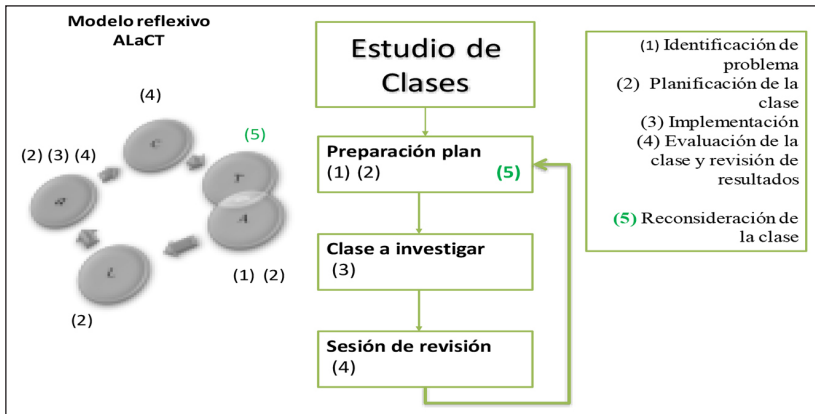 Modelo reflexivo
ALaCT
(4)
(5)
(2) (3) (4)
C
T
a
A
L
(1) (2)
(2)
Estudio de
Clases
Preparación plan
(1) (2) (5)
Clase a investigar
(3)
Sesión de revisión
(4)
(1) Identificación de
problema
(2) Planificación de la
clase
(3) Implementación
(4) Evaluación de la
clase y revisión de
resultados
(5) Reconsideración de
la clase